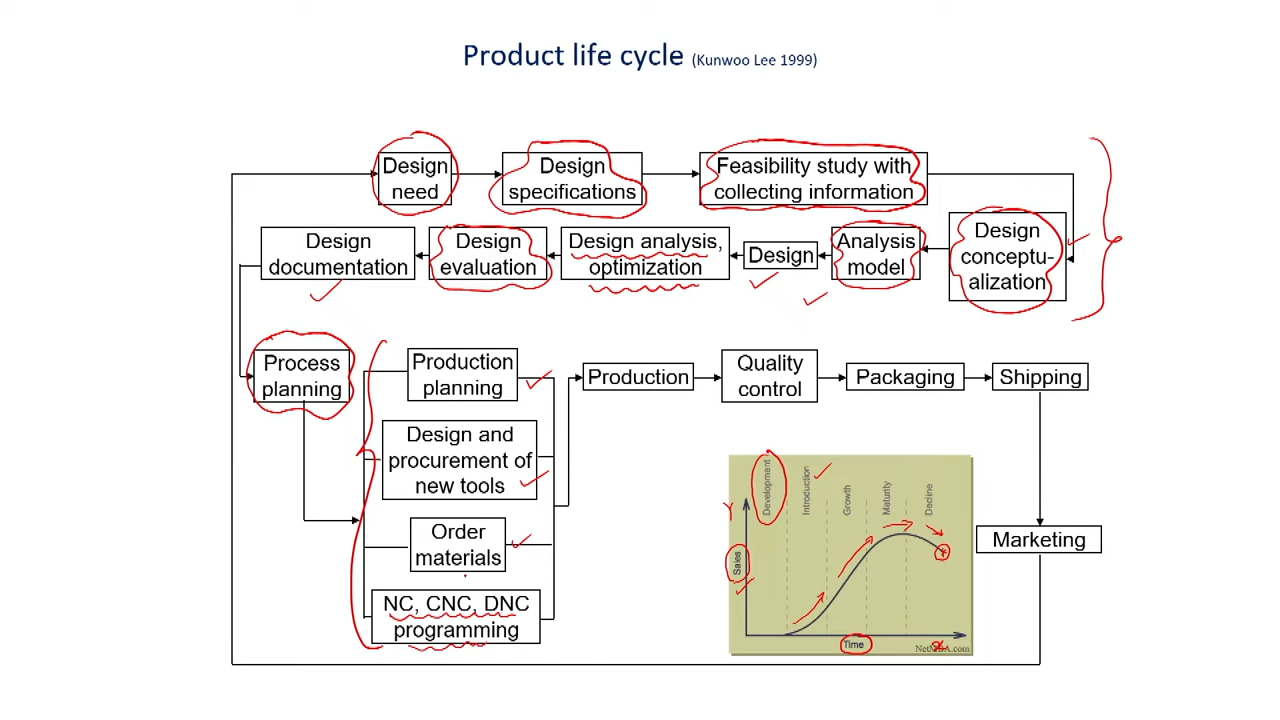 Product life cycle (Kunwoo Lee 1999)
Design
need
Design
specifications
Feasibility study with
collecting information
Design
conceptu-
alization
Analysis
model
Design
Design analysis,
optimization
Design
evaluation
Design
documentation
Process
planning
Production
planning
Design and
procurement of
new tools
Order
materials
NC, CNC, DNC
programming
Production
Quality
control
Packaging
Shipping
Marketing
Development
Introduction
Growth
Maturity
Decline
Y
Sales
Time
x